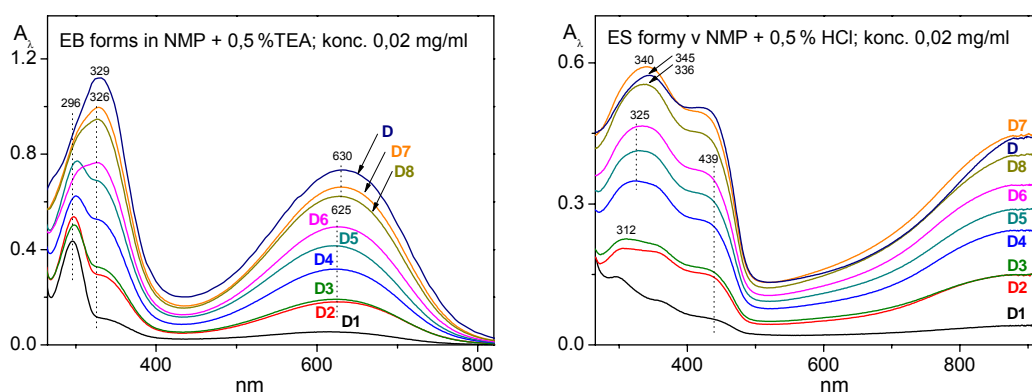 A λ
EB forms in NMP + 0,5 %TEA; konc. 0,02 mg/ml
1.2
0.8
0.4
0.0
329
296
326
630
625
D
D7
D8
D6
D5
D4
D3
D2
D1
400
600
800
nm
A λ
ES formy v NMP + 0,5 % HCl; konc. 0,02 mg/ml
0.6
0.3
0.0
340
345
336
325
439
312
D7
D
D8
D6
D5
D4
D3
D2
D1
400
600
800
nm